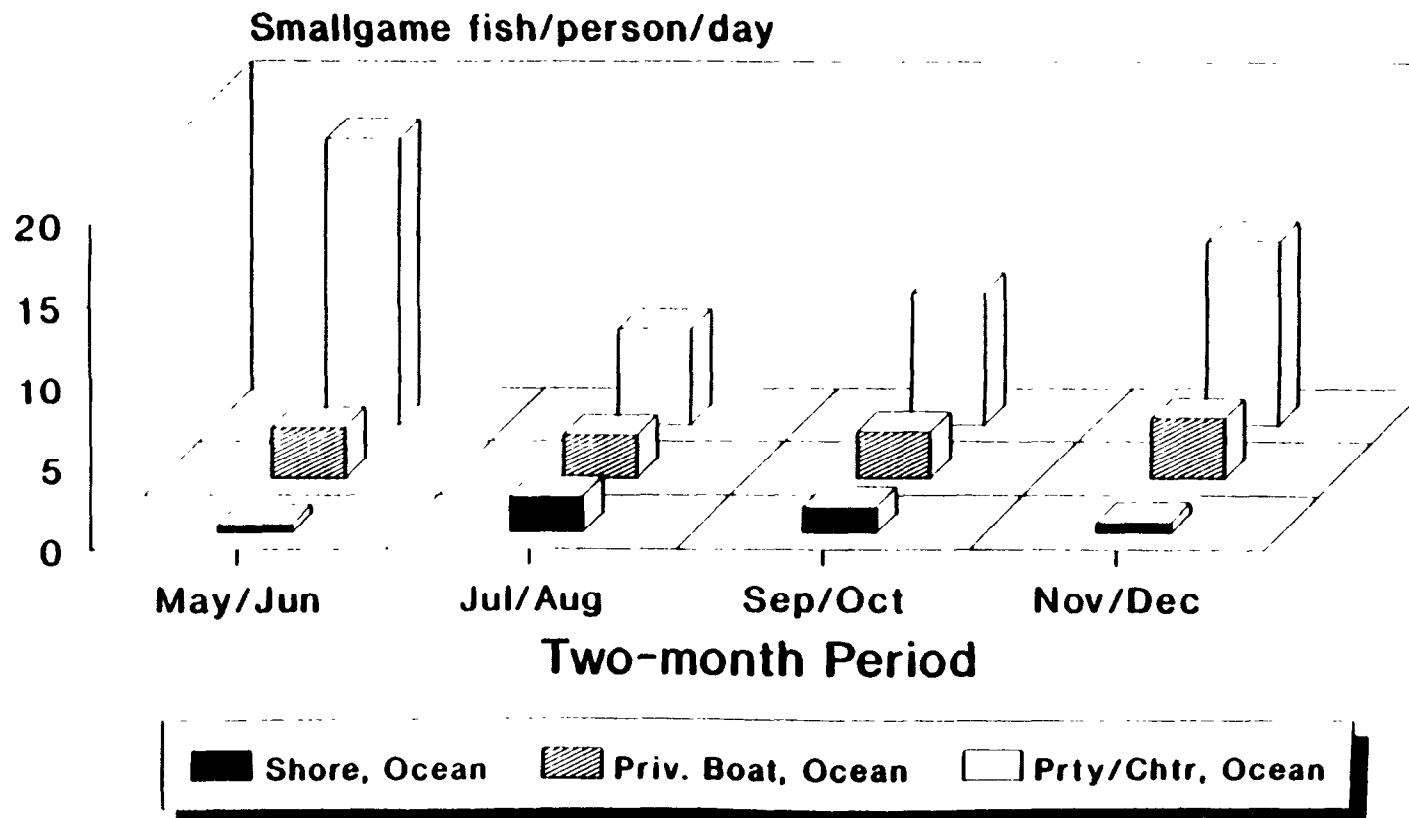 Smallgame fish/person/day
20
15
10
5
0
May/Jun Jul/Aug Sep/Oct Nov/Dec
Two-month Period
Shore, Ocean Priv. Boat, Ocean Prty/Chtr, Ocean